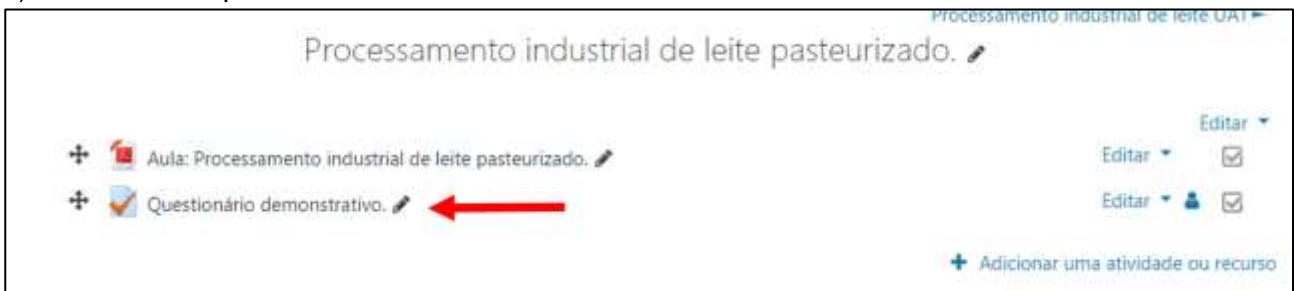 Processamento industrial de leite UAT►
Processamento industrial de leite pasteurizado.
Editar
Aula: Processamento industrial de leite pasteurizado.
Editar
Questionário demonstrativo.
Editar
Adicionar uma atividade ou recurso